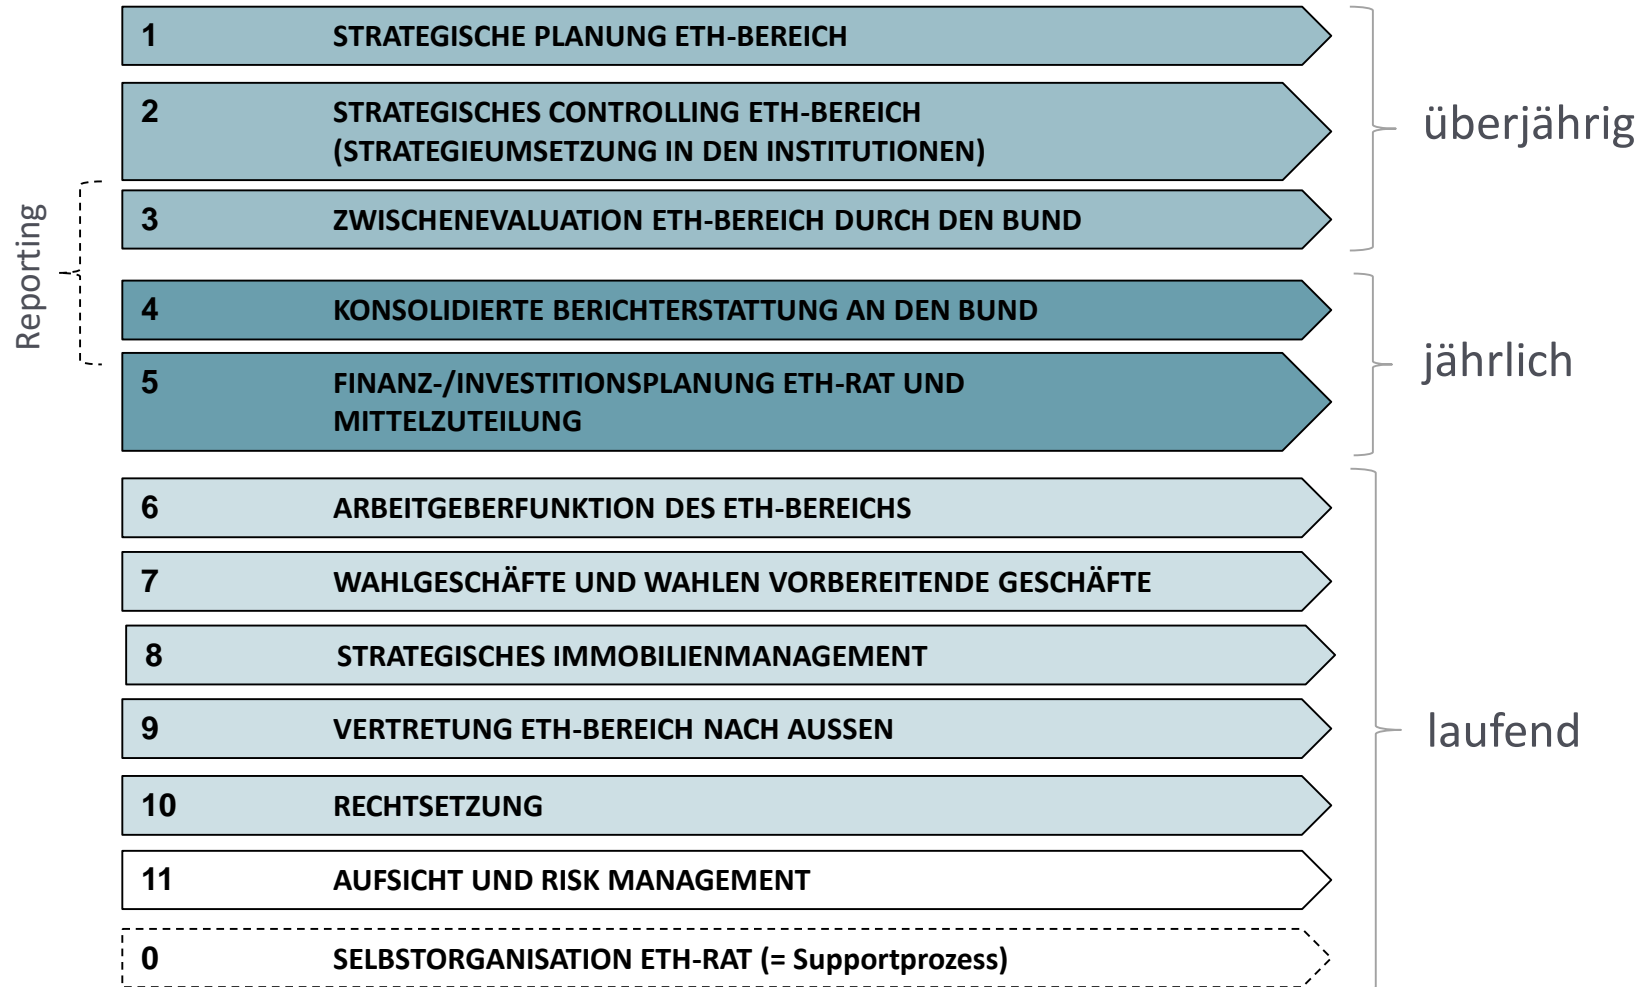 1 STRATEGISCHE PLANUNG ETH-BEREICH
2 STRATEGISCHES CONTROLLING ETH-BEREICH
(STRATEGIEUMSETZUNG IN DEN INSTITUTIONEN)
3 ZWISCHENEVALUATION ETH-BEREICH DURCH DEN BUND
überjährig
Reporting
4 KONSOLIDIERTE BERICHTERSTATTUNG AN DEN BUND
5 FINANZ-/INVESTITIONSPLANUNG ETH-RAT UND
MITTELZUTEILUNG
jährlich
6 ARBEITGEBERFUNKTION DES ETH-BEREICHS
7 WAHLGESCHÄFTE UND WAHLEN VORBEREITENDE GESCHÄFTE
8 STRATEGISCHES IMMOBILIENMANAGEMENT
9 VERTRETUNG ETH-BEREICH NACH AUSSEN
10 RECHTSETZUNG
11 AUFSICHT UND RISK MANAGEMENT
0 SELBSTORGANISATION ETH-RAT (= Supportprozess)
laufend